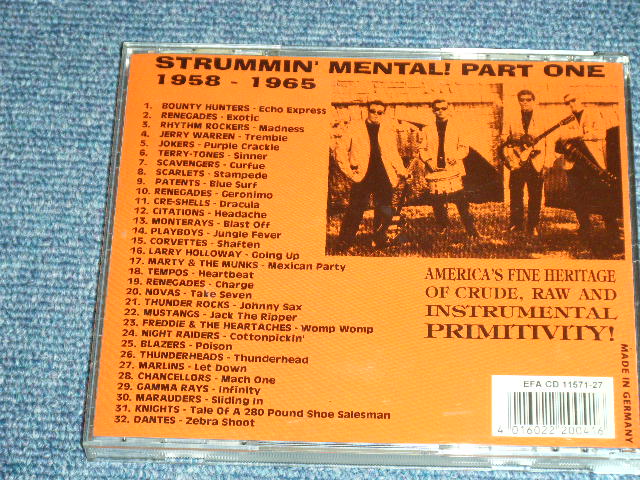 STRUMMIN' MENTAL! PART ONE
1958 - 1965
1. BOUNTY HUNTERS - Echo Express
2. RENEGADES - Exotic
3. RHYTHM ROCKERS - Madness
4. JERRY WARREN - Tremble
5. JOKERS - Purple Crackle
6. TERRY-TONES - Sinner
7. SCAVENGERS - Curfue
8. SCARLETS - Stampede
9. PATENTS - Blue Surf
10. RENEGADES - Geronimo
11. CRE-SHELLS - Dracula
12. CITATIONS - Headache
13. MONTERAYS - Blast Off
14. PLAYBOYS - Jungle Fever
15. CORVETTES - Shaften
16. LARRY HOLLOWAY - Going Up
17. MARTY & THE MUNKS - Mexican Party
18. TEMPOS - Heartbeat
19. RENEGADES - Charge
20. NOVAS - Take Seven
21. THUNDER ROCKS - Johnny Sax
22. MUSTANGS - Jack The Ripper
23. FREDDIE & THE HEARTACHES - Womp Womp
24. NIGHT RAIDERS - Cottonpickin'
25. BLAZERS - Poison
26. THUNDERHEADS - Thunderhead
27. MARLINS - Let Down
28. CHANCELLORS - Mach One
29. GAMMA RAYS - Infinity
30. MARAUDERS - Sliding in
31. KNIGHTS - Tale Of A 280 Pound Shoe Salesman
32. DANTES - Zebra Shoot
AMERICA'S FINE HERITAGE
OF CRUDE, RAW AND
INSTRUMENTAL
PRIMITIVITY!
EFA CD 11571-27
4 016022 200416
MADE IN GERMANY